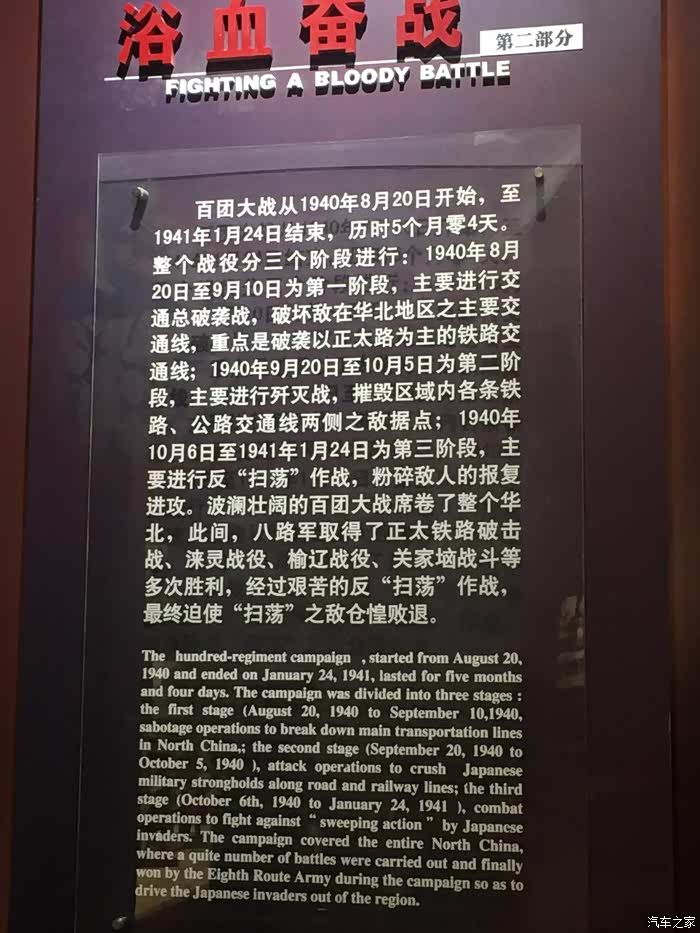 浴血奋战
第二部分
FIGHTING A BLOODY BATTLE
百团大战从1940年8月20日开始，至
1941年1月24日结束，历时5个月零4天。
整个战役分三个阶段进行：1940年8月
20日至9月10日为第一阶段，主要进行交
通总破袭战，破坏敌在华北地区之主要交
通线，重点是破袭以正太路为主的铁路交
通线；1940年9月20日至10月5日为第二阶
段，主要进行歼灭战，摧毁区域内各条铁
路、公路交通线两侧之敌据点；1940年
10月6日至1941年1月24日为第三阶段，主
要进行反“扫荡”作战，粉碎敌人的报复
进攻。波澜壮阔的百团大战席卷了整个华
北，此间，八路军取得了正太铁路破击
战、涞灵战役、榆辽战役、关家垴战斗等
多次胜利，经过艰苦的反“扫荡”作战，
最终迫使“扫荡”之敌仓惶败退。
The hundred-regiment campaign , started from August 20,
1940 and ended on January 24, 1941, lasted for five months
and four days. The campaign was divided into three stages :
the first stage (August 20, 1940 to September 10,1940,
sabotage operations to break down main transportation lines
in North China,; the second stage (September 20, 1940 to
October 5, 1940 ), attack operations to crush Japanese
military strongholds along road and railway lines; the third
stage (October 6th, 1940 to January 24, 1941 ), combat
operations to fight against “ sweeping action ” by Japanese
invaders. The campaign covered the entire North China,
where a quite number of battles were carried out and finally
won by the Eighth Route Army during the campaign so as to
drive the Japanese invaders out of the region.
汽车之家